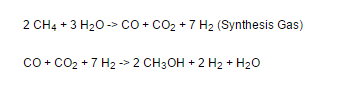 2 CH₄ + 3 H₂O -> CO + CO₂ + 7 H₂ (Synthesis Gas)
CO + CO₂ + 7 H₂ -> 2 CH₃OH + 2 H₂ + H₂O